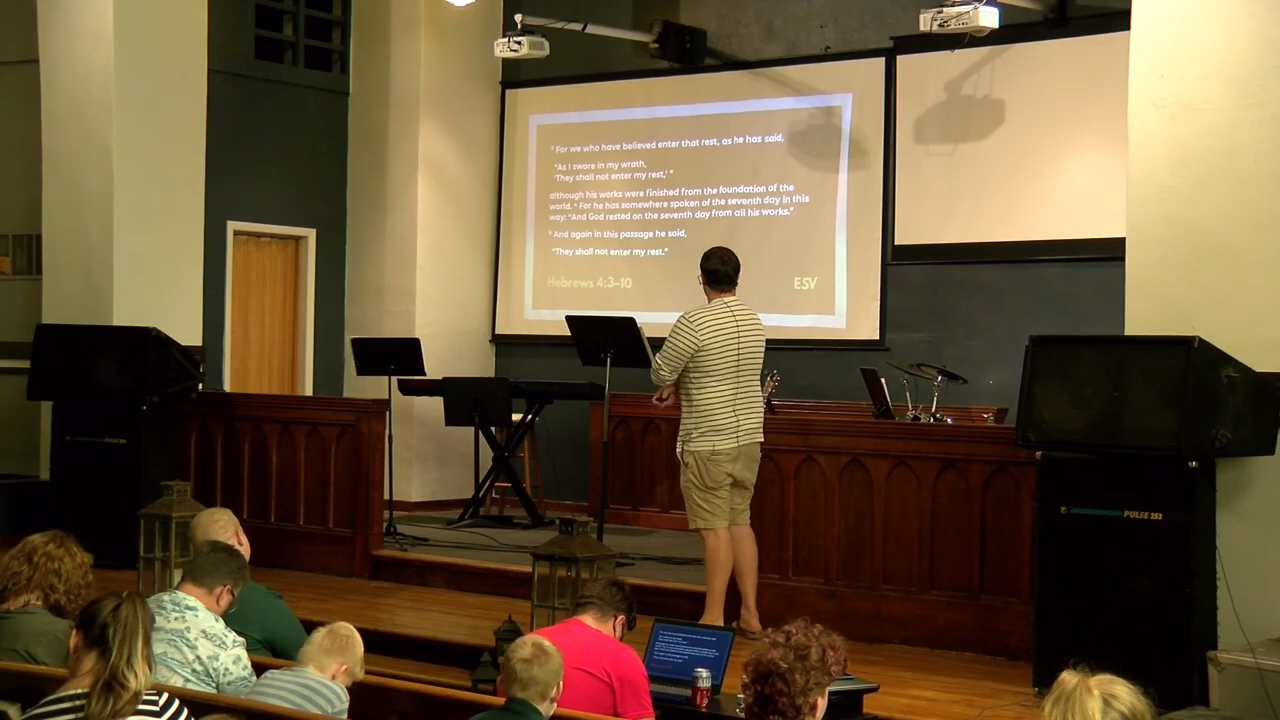 3 For we who have believed enter that rest, as he has said,
"As I swore in my wrath,
'They shall not enter my rest,' "
although his works were finished from the foundation of the
world. 4 For he has somewhere spoken of the seventh day in this
way: "And God rested on the seventh day from all his works."
5 And again in this passage he said,
"They shall not enter my rest."
Hebrews 4:3–10
ESV
PULSE 253